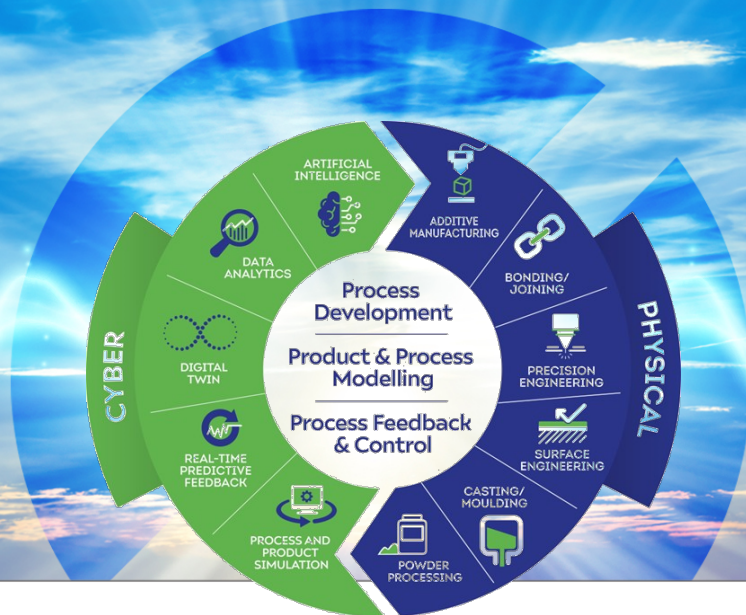 ARTIFICIAL
INTELLIGENCE
DATA
ANALYTICS
DIGITAL
TWIN
REAL-TIME
PREDICTIVE
FEEDBACK
PROCESS AND
PRODUCT
SIMULATION
CYBER
Process
Development
Product & Process
Modelling
Process Feedback
& Control
ADDITIVE
MANUFACTURING
BONDING/
JOINING
PRECISION
ENGINEERING
SURFACE
ENGINEERING
CASTING/
MOULDING
POWDER
PROCESSING
PHYSICAL